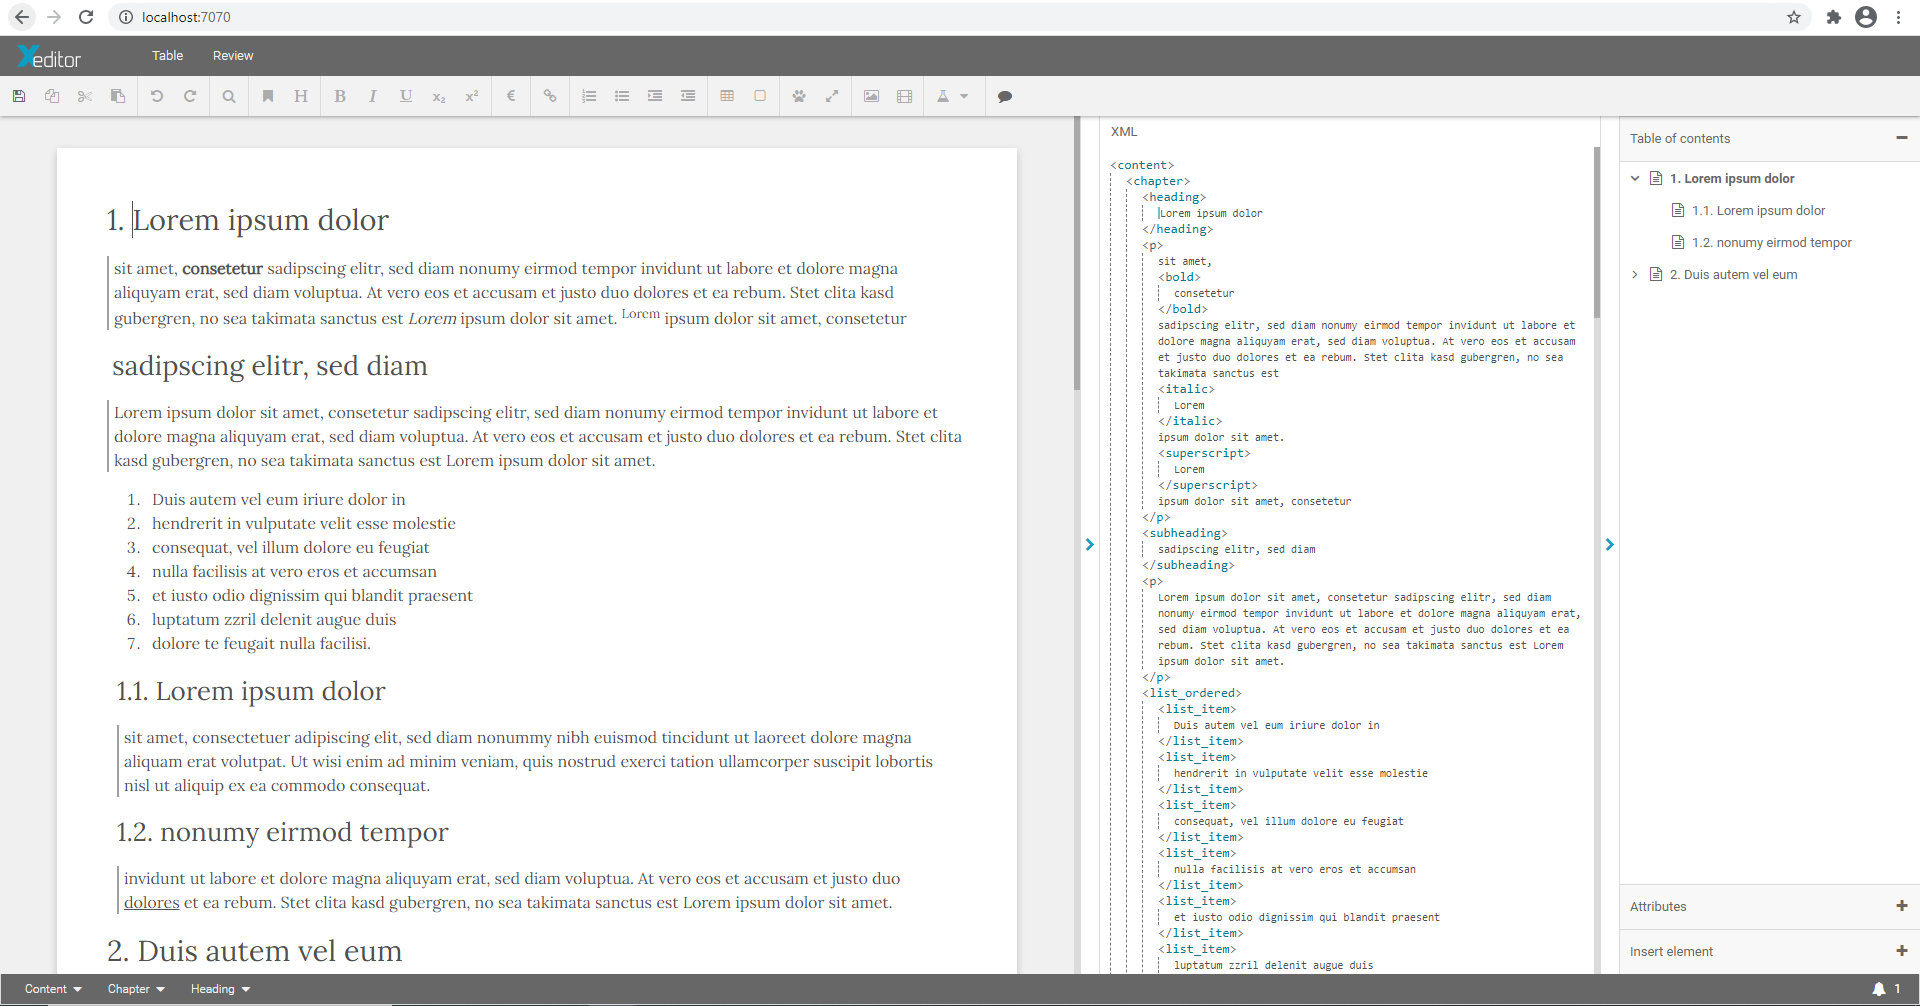 localhost:7070
Xeditor
Table Review
H B I U x₂ x² €
1. Lorem ipsum dolor
sit amet, consetetur sadipscing elitr, sed diam nonumy eirmod tempor invidunt ut labore et dolore magna
aliquyam erat, sed diam voluptua. At vero eos et accusam et justo duo dolores et ea rebum. Stet clita kasd
gubergren, no sea takimata sanctus est Lorem ipsum dolor sit amet. Lorem ipsum dolor sit amet, consetetur
sadipscing elitr, sed diam
Lorem ipsum dolor sit amet, consetetur sadipscing elitr, sed diam nonumy eirmod tempor invidunt ut labore et
dolore magna aliquyam erat, sed diam voluptua. At vero eos et accusam et justo duo dolores et ea rebum. Stet clita
kasd gubergren, no sea takimata sanctus est Lorem ipsum dolor sit amet.
1. Duis autem vel eum iriure dolor in
2. hendrerit in vulputate velit esse molestie
3. consequat, vel illum dolore eu feugiat
4. nulla facilisis at vero eros et accumsan
5. et iusto odio dignissim qui blandit praesent
6. luptatum zzril delenit augue duis
7. dolore te feugait nulla facilisi.
1.1. Lorem ipsum dolor
sit amet, consectetuer adipiscing elit, sed diam nonummy nibh euismod tincidunt ut laoreet dolore magna
aliquam erat volutpat. Ut wisi enim ad minim veniam, quis nostrud exerci tation ullamcorper suscipit lobortis
nisl ut aliquip ex ea commodo consequat.
1.2. nonumy eirmod tempor
invidunt ut labore et dolore magna aliquyam erat, sed diam voluptua. At vero eos et accusam et justo duo
dolores et ea rebum. Stet clita kasd gubergren, no sea takimata sanctus est Lorem ipsum dolor sit amet.
2. Duis autem vel eum
XML
<content>
<chapter>
<heading>
Lorem ipsum dolor
</heading>
<p>
sit amet,
<bold>
consetetur
</bold>
sadipscing elitr, sed diam nonumy eirmod tempor invidunt ut labore et
dolore magna aliquyam erat, sed diam voluptua. At vero eos et accusam
et justo duo dolores et ea rebum. Stet clita kasd gubergren, no sea
takimata sanctus est
<italic>
Lorem
</italic>
ipsum dolor sit amet.
<superscript>
Lorem
</superscript>
ipsum dolor sit amet, consetetur
</p>
<subheading>
sadipscing elitr, sed diam
</subheading>
<p>
Lorem ipsum dolor sit amet, consetetur sadipscing elitr, sed diam
nonumy eirmod tempor invidunt ut labore et dolore magna aliquyam erat,
sed diam voluptua. At vero eos et accusam et justo duo dolores et ea
rebum. Stet clita kasd gubergren, no sea takimata sanctus est Lorem
ipsum dolor sit amet.
</p>
<list_ordered>
<list_item>
Duis autem vel eum iriure dolor in
</list_item>
<list_item>
hendrerit in vulputate velit esse molestie
</list_item>
<list_item>
consequat, vel illum dolore eu feugiat
</list_item>
<list_item>
nulla facilisis at vero eros et accumsan
</list_item>
<list_item>
et iusto odio dignissim qui blandit praesent
</list_item>
<list_item>
luptatum zzril delenit augue duis
Table of contents
1. Lorem ipsum dolor
1.1. Lorem ipsum dolor
1.2. nonumy eirmod tempor
2. Duis autem vel eum
Attributes
Insert element
Content Chapter Heading 1